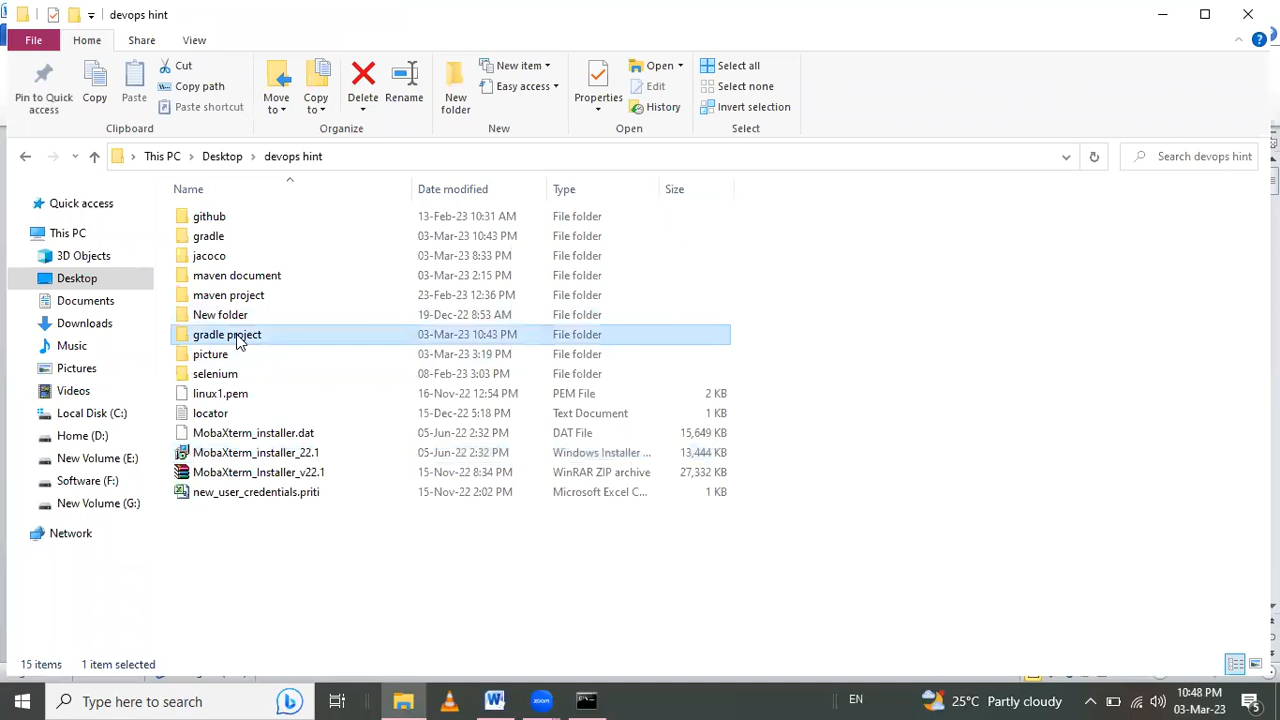 devops hint
File Home Share View
Pin to Quick access
Copy
Paste
Cut
Copy path
Paste shortcut
Clipboard
Move to
Copy to
Delete
Rename
Organize
New folder
New item
Easy access
New
Properties
Open
Edit
History
Open
Select all
Select none
Invert selection
Select
This PC > Desktop > devops hint
Search devops hint
Quick access
This PC
3D Objects
Desktop
Documents
Downloads
Music
Pictures
Videos
Local Disk (C:)
Home (D:)
New Volume (E:)
Software (F:)
New Volume (G:)
Network
Name Date modified Type Size
github 13-Feb-23 10:31 AM File folder
gradle 03-Mar-23 10:43 PM File folder
jacoco 03-Mar-23 8:33 PM File folder
maven document 03-Mar-23 2:15 PM File folder
maven project 23-Feb-23 12:36 PM File folder
New folder 19-Dec-22 8:53 AM File folder
gradle project 03-Mar-23 10:43 PM File folder
picture 03-Mar-23 3:19 PM File folder
selenium 08-Feb-23 3:03 PM File folder
linux1.pem 16-Nov-22 12:54 PM PEM File 2 KB
locator 15-Dec-22 5:18 PM Text Document 1 KB
MobaXterm_installer.dat 05-Jun-22 2:32 PM DAT File 15,649 KB
MobaXterm_installer_22.1 05-Jun-22 2:32 PM Windows Installer ... 13,444 KB
MobaXterm_Installer_v22.1 15-Nov-22 8:34 PM WinRAR ZIP archive 27,332 KB
new_user_credentials.priti 15-Nov-22 2:02 PM Microsoft Excel C... 1 KB
15 items 1 item selected
Type here to search
EN
25°C Partly cloudy
10:48 PM
03-Mar-23
5